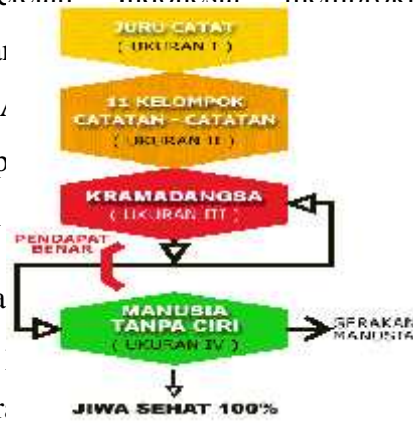 JURU CATAT
( UKURAN I )
11 KELOMPOK
CATATAN - CATATAN
( UKURAN II )
KRAMADANGSA
( UKURAN III )
PENDAPAT
BENAR
MANUSIA
TANPA CIRI
( UKURAN IV )
GERAKAN
MANUSIA
JIWA SEHAT 100%